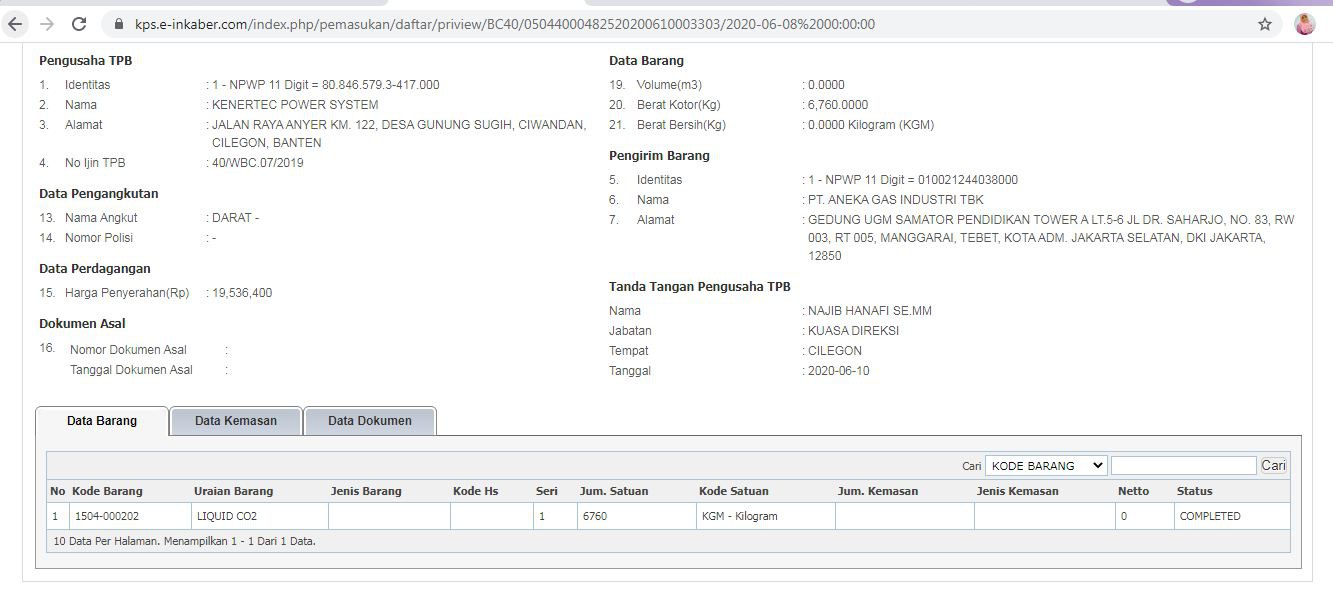 kps.e-inkaber.com/index.php/pemasukan/daftar/priview/BC40/05044000482520200610003303/2020-06-08%2000:00:00
Pengusaha TPB
1. Identitas : 1 - NPWP 11 Digit = 80.846.579.3-417.000
2. Nama : KENERTEC POWER SYSTEM
3. Alamat : JALAN RAYA ANYER KM. 122, DESA GUNUNG SUGIH, CIWANDAN,
CILEGON, BANTEN
4. No Ijin TPB : 40/WBC.07/2019
Data Pengangkutan
13. Nama Angkut : DARAT -
14. Nomor Polisi : -
Data Perdagangan
15. Harga Penyerahan(Rp) : 19,536,400
Dokumen Asal
16. Nomor Dokumen Asal :
Tanggal Dokumen Asal :
Data Barang
19. Volume(m3) : 0.0000
20. Berat Kotor(Kg) : 6,760.0000
21. Berat Bersih(Kg) : 0.0000 Kilogram (KGM)
Pengirim Barang
5. Identitas : 1 - NPWP 11 Digit = 010021244038000
6. Nama : PT. ANEKA GAS INDUSTRI TBK
7. Alamat : GEDUNG UGM SAMATOR PENDIDIKAN TOWER A LT.5-6 JL DR. SAHARJO, NO. 83, RW
003, RT 005, MANGGARAI, TEBET, KOTA ADM. JAKARTA SELATAN, DKI JAKARTA,
12850
Tanda Tangan Pengusaha TPB
Nama : NAJIB HANAFI SE.MM
Jabatan : KUASA DIREKSI
Tempat : CILEGON
Tanggal : 2020-06-10
Data Barang Data Kemasan Data Dokumen
Cari KODE BARANG Cari
No Kode Barang Uraian Barang Jenis Barang Kode Hs Seri Jum. Satuan Kode Satuan Jum. Kemasan Jenis Kemasan Netto Status
1 1504-000202 LIQUID CO2 1 6760 KGM - Kilogram 0 COMPLETED
10 Data Per Halaman. Menampilkan 1 - 1 Dari 1 Data.